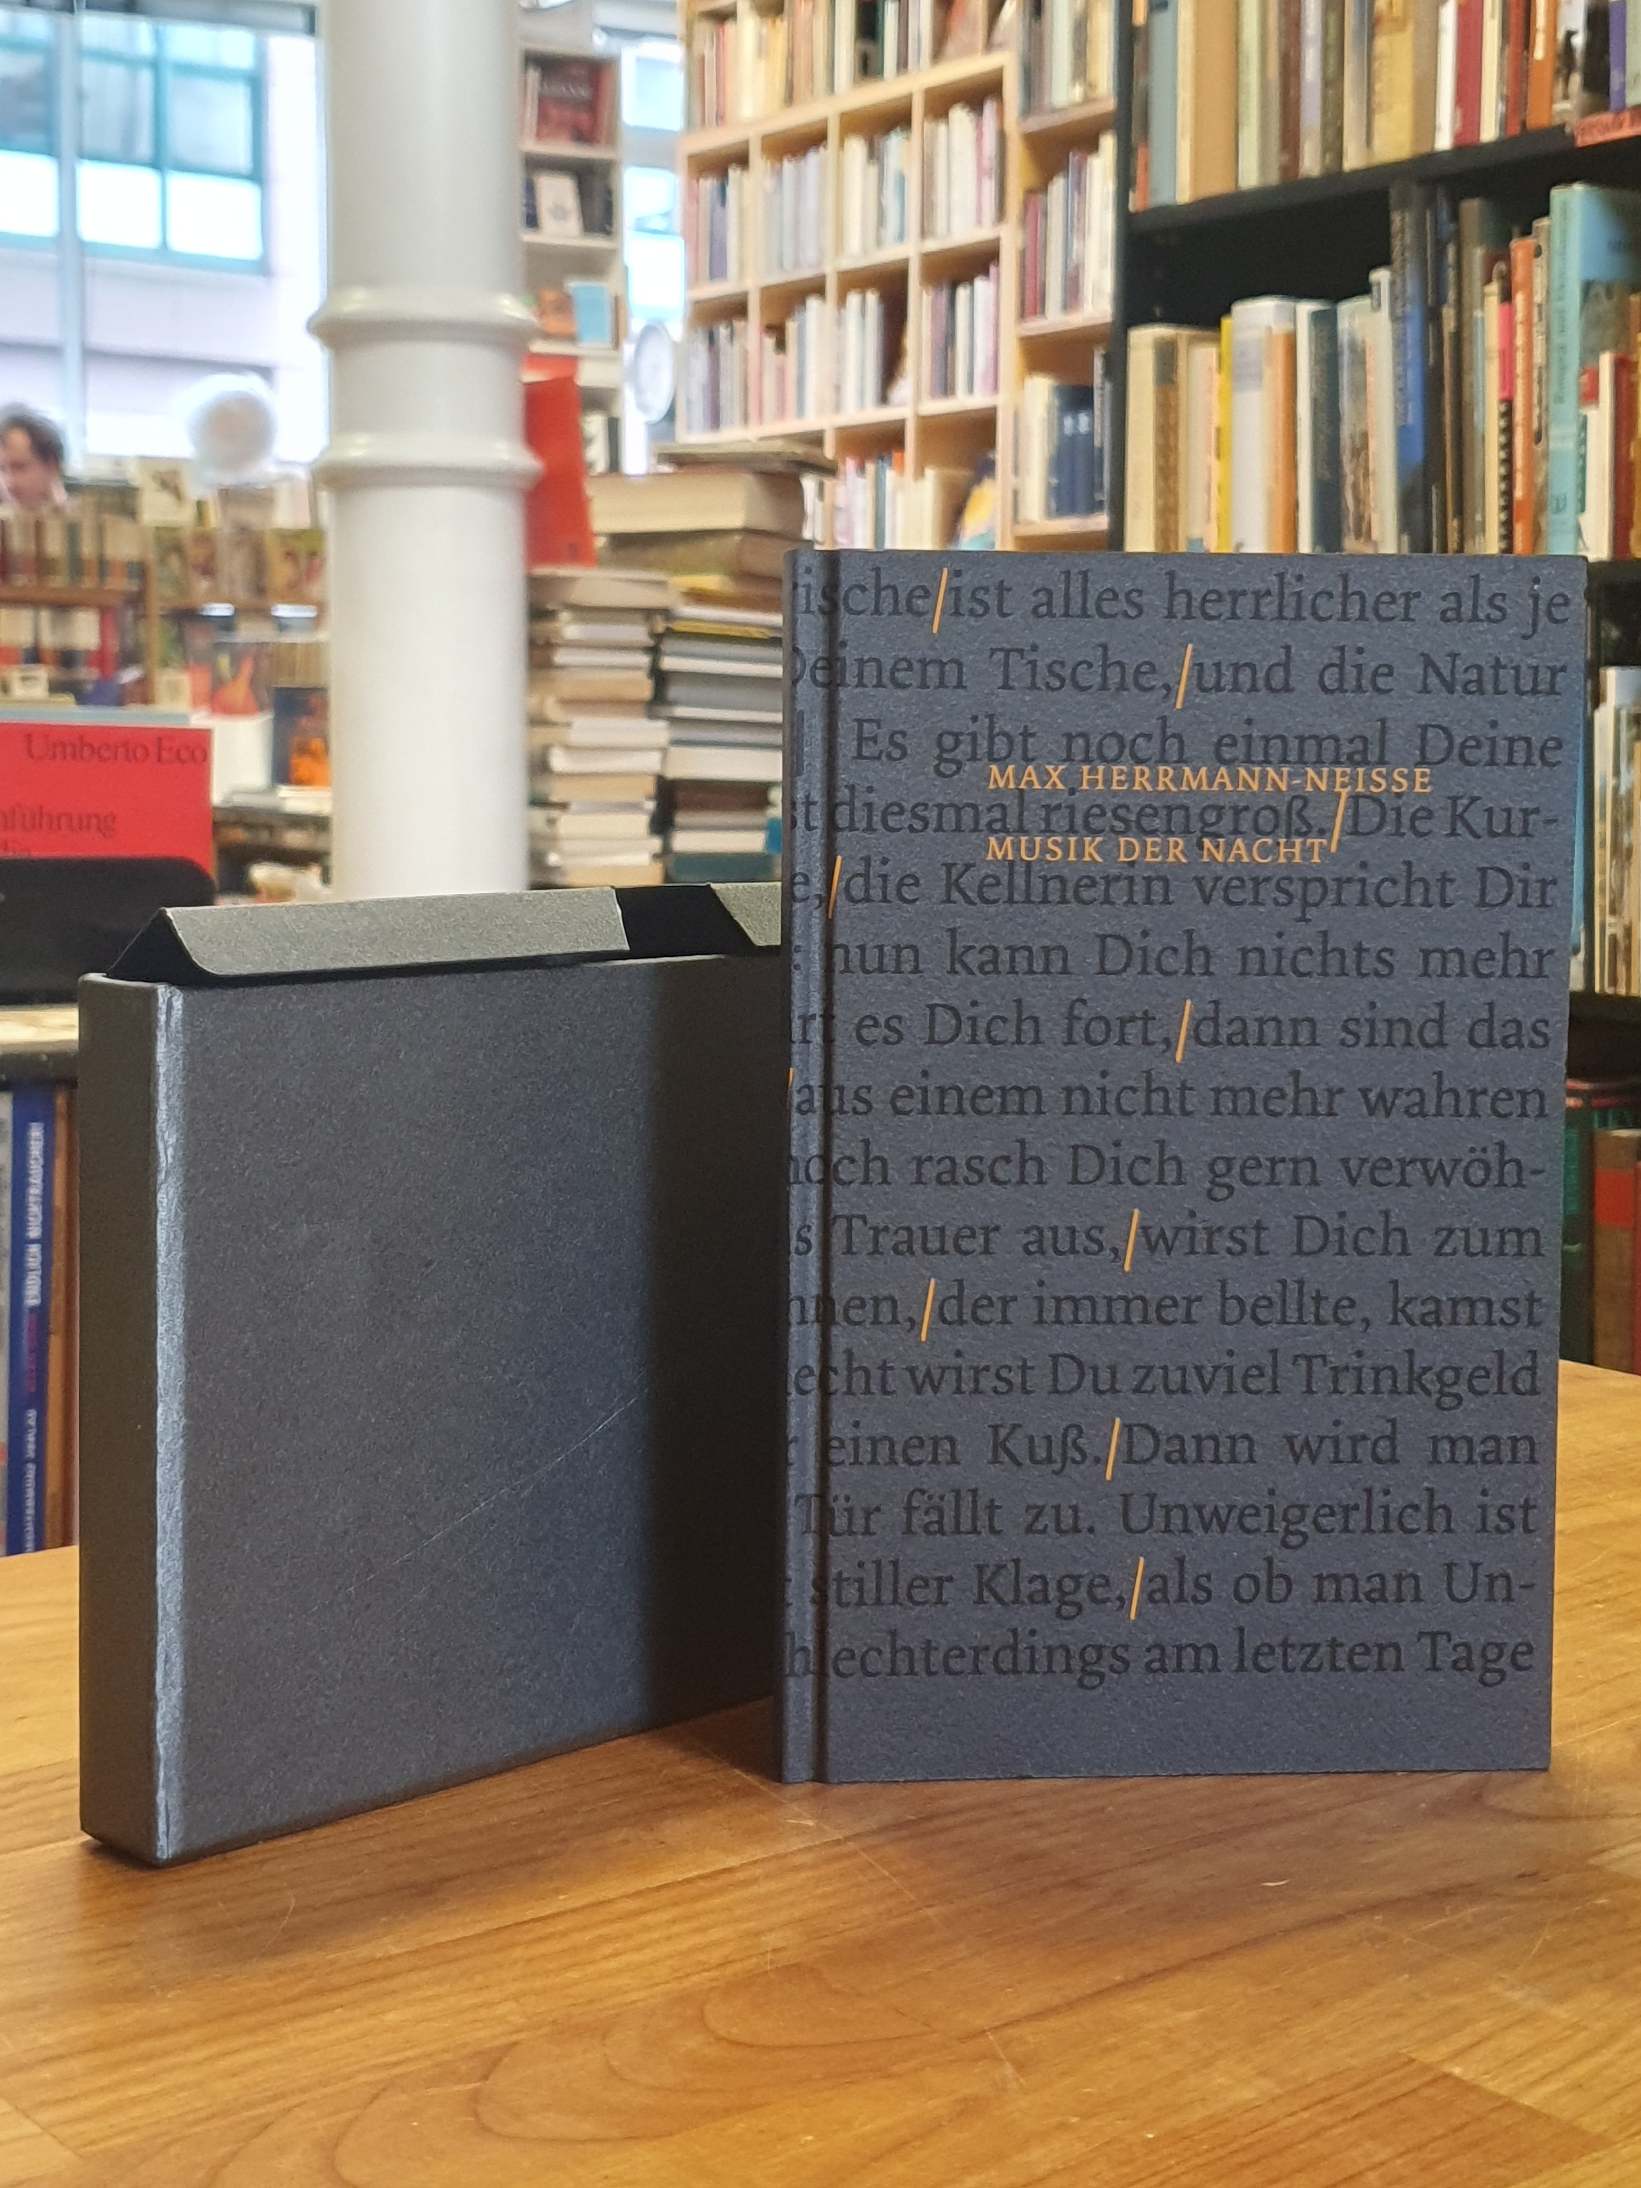 Umberto Eco
nführung
ische/ist alles herrlicher als je
Deinem Tische,/und die Natur
Es gibt noch einmal Deine
MAX HERRMANN-NEISSE
st diesmal riesengroß./Die Kur-
MUSIK DER NACHT
e,/die Kellnerin verspricht Dir
nun kann Dich nichts mehr
rt es Dich fort,/dann sind das
/aus einem nicht mehr wahren
noch rasch Dich gern verwöh-
s Trauer aus,/wirst Dich zum
nnen,/der immer bellte, kamst
echt wirst Du zuviel Trinkgeld
r einen Kuß./Dann wird man
Tür fällt zu. Unweigerlich ist
t stiller Klage,/als ob man Un-
hlechterdings am letzten Tage